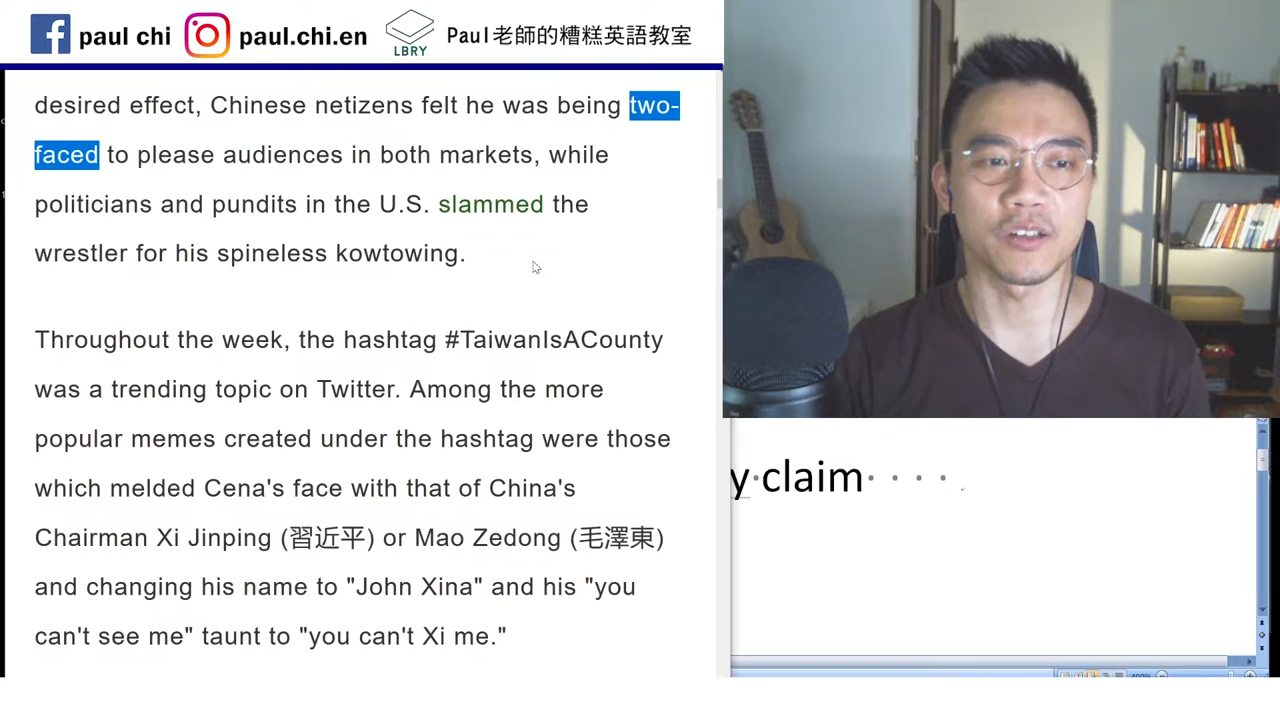 paul chi paul.chi.en LBRY Paul老師的糟糕英語教室
desired effect, Chinese netizens felt he was being two-
faced to please audiences in both markets, while
politicians and pundits in the U.S. slammed the
wrestler for his spineless kowtowing.
Throughout the week, the hashtag #TaiwanIsACounty
was a trending topic on Twitter. Among the more
popular memes created under the hashtag were those
which melded Cena's face with that of China's
Chairman Xi Jinping (習近平) or Mao Zedong (毛澤東)
and changing his name to "John Xina" and his "you
can't see me" taunt to "you can't Xi me."
y claim
400%